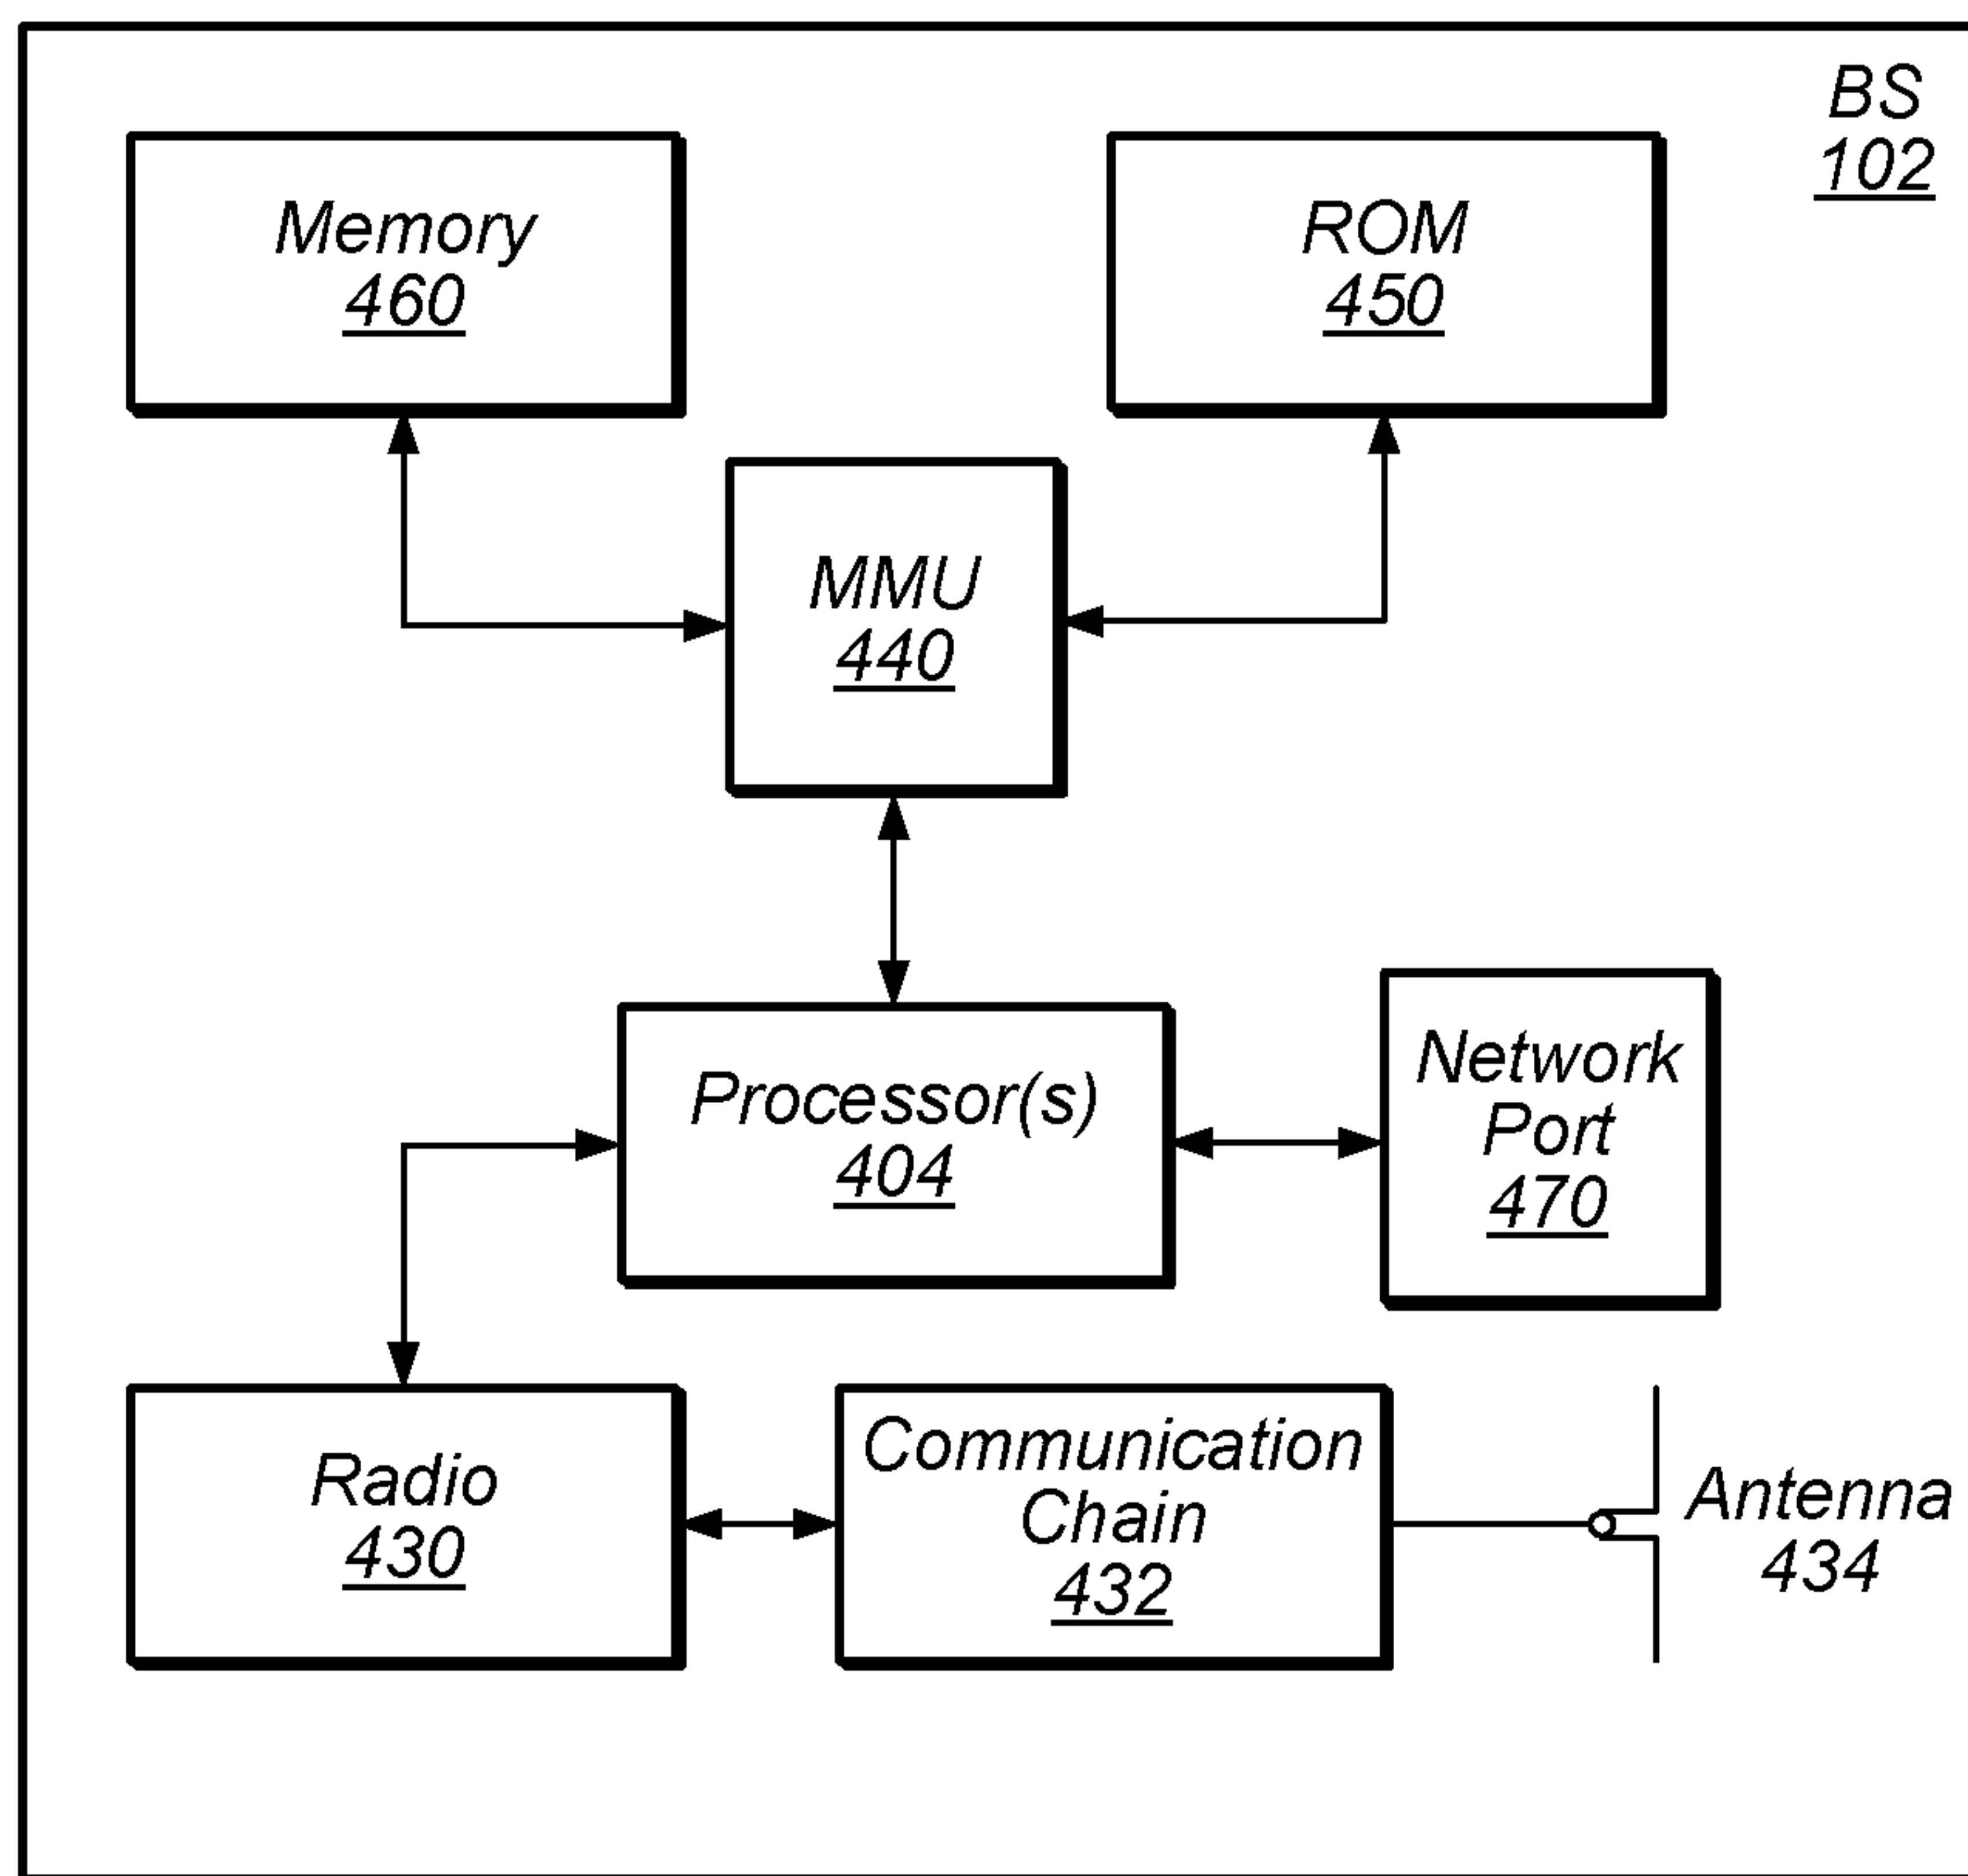 BS
102
Memory
460
ROM
450
MMU
440
Processor(s)
404
Network
Port
470
Radio
430
Communication
Chain
432
Antenna
434